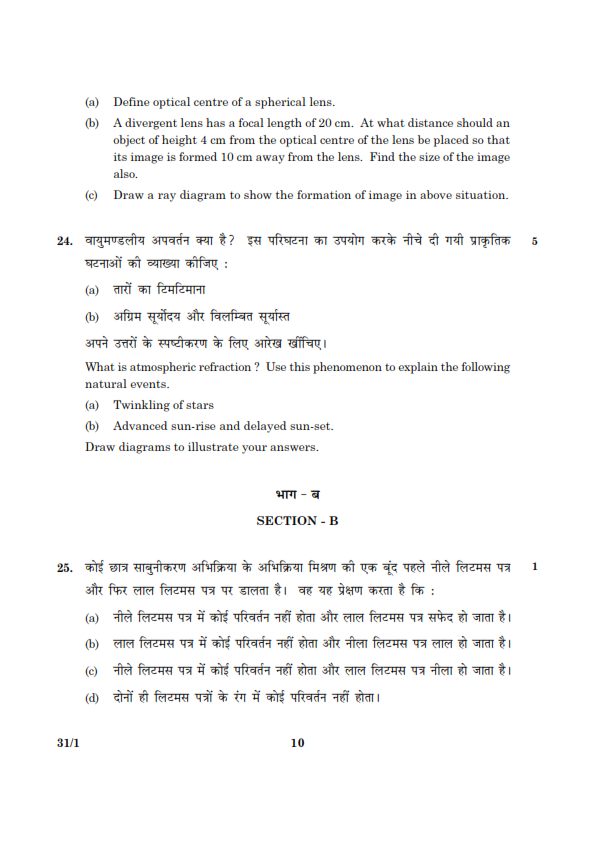 (a) Define optical centre of a spherical lens.
(b) A divergent lens has a focal length of 20 cm. At what distance should an
object of height 4 cm from the optical centre of the lens be placed so that
its image is formed 10 cm away from the lens. Find the size of the image
also.
(c) Draw a ray diagram to show the formation of image in above situation.
24. वायुमण्डलीय अपवर्तन क्या है ? इस परिघटना का उपयोग करके नीचे दी गयी प्राकृतिक 5
घटनाओं की व्याख्या कीजिए :
(a) तारों का टिमटिमाना
(b) अग्रिम सूर्योदय और विलम्बित सूर्यास्त
अपने उत्तरों के स्पष्टीकरण के लिए आरेख खींचिए।
What is atmospheric refraction ? Use this phenomenon to explain the following
natural events.
(a) Twinkling of stars
(b) Advanced sun-rise and delayed sun-set.
Draw diagrams to illustrate your answers.
भाग - ब
SECTION - B
25. कोई छात्र साबुनीकरण अभिक्रिया के अभिक्रिया मिश्रण की एक बूंद पहले नीले लिटमस पत्र 1
और फिर लाल लिटमस पत्र पर डालता है। वह यह प्रेक्षण करता है कि :
(a) नीले लिटमस पत्र में कोई परिवर्तन नहीं होता और लाल लिटमस पत्र सफेद हो जाता है।
(b) लाल लिटमस पत्र में कोई परिवर्तन नहीं होता और नीला लिटमस पत्र लाल हो जाता है।
(c) नीले लिटमस पत्र में कोई परिवर्तन नहीं होता और लाल लिटमस पत्र नीला हो जाता है।
(d) दोनों ही लिटमस पत्रों के रंग में कोई परिवर्तन नहीं होता।
31/1 10